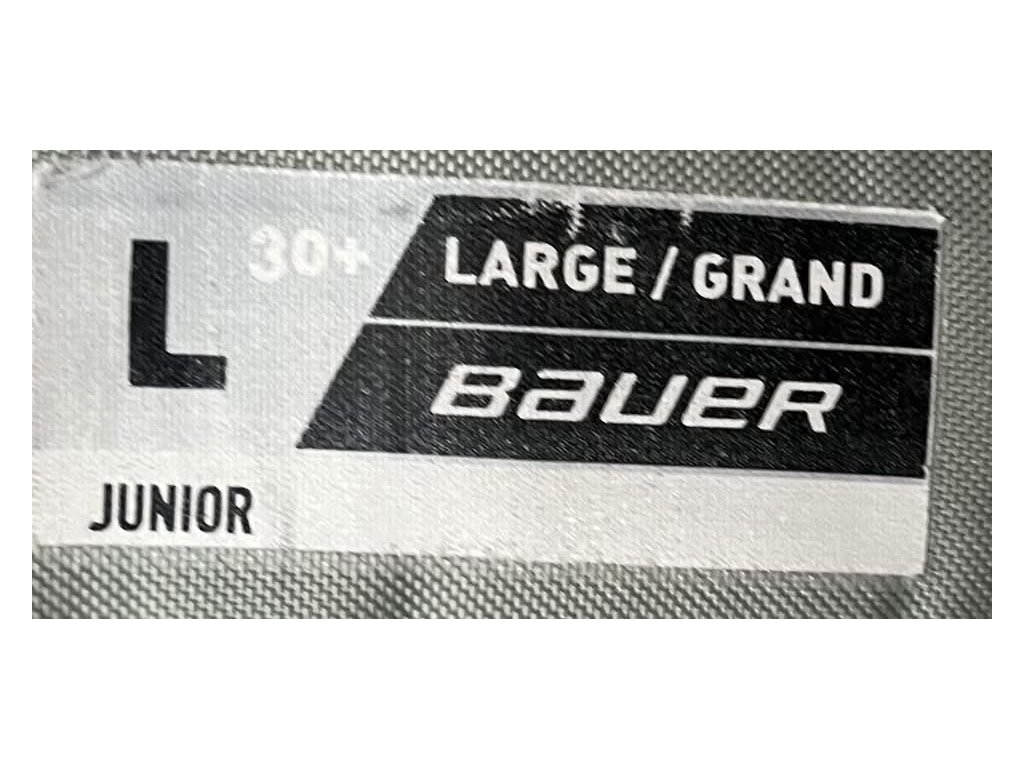 L 30+ LARGE / GRAND
BAUER
JUNIOR